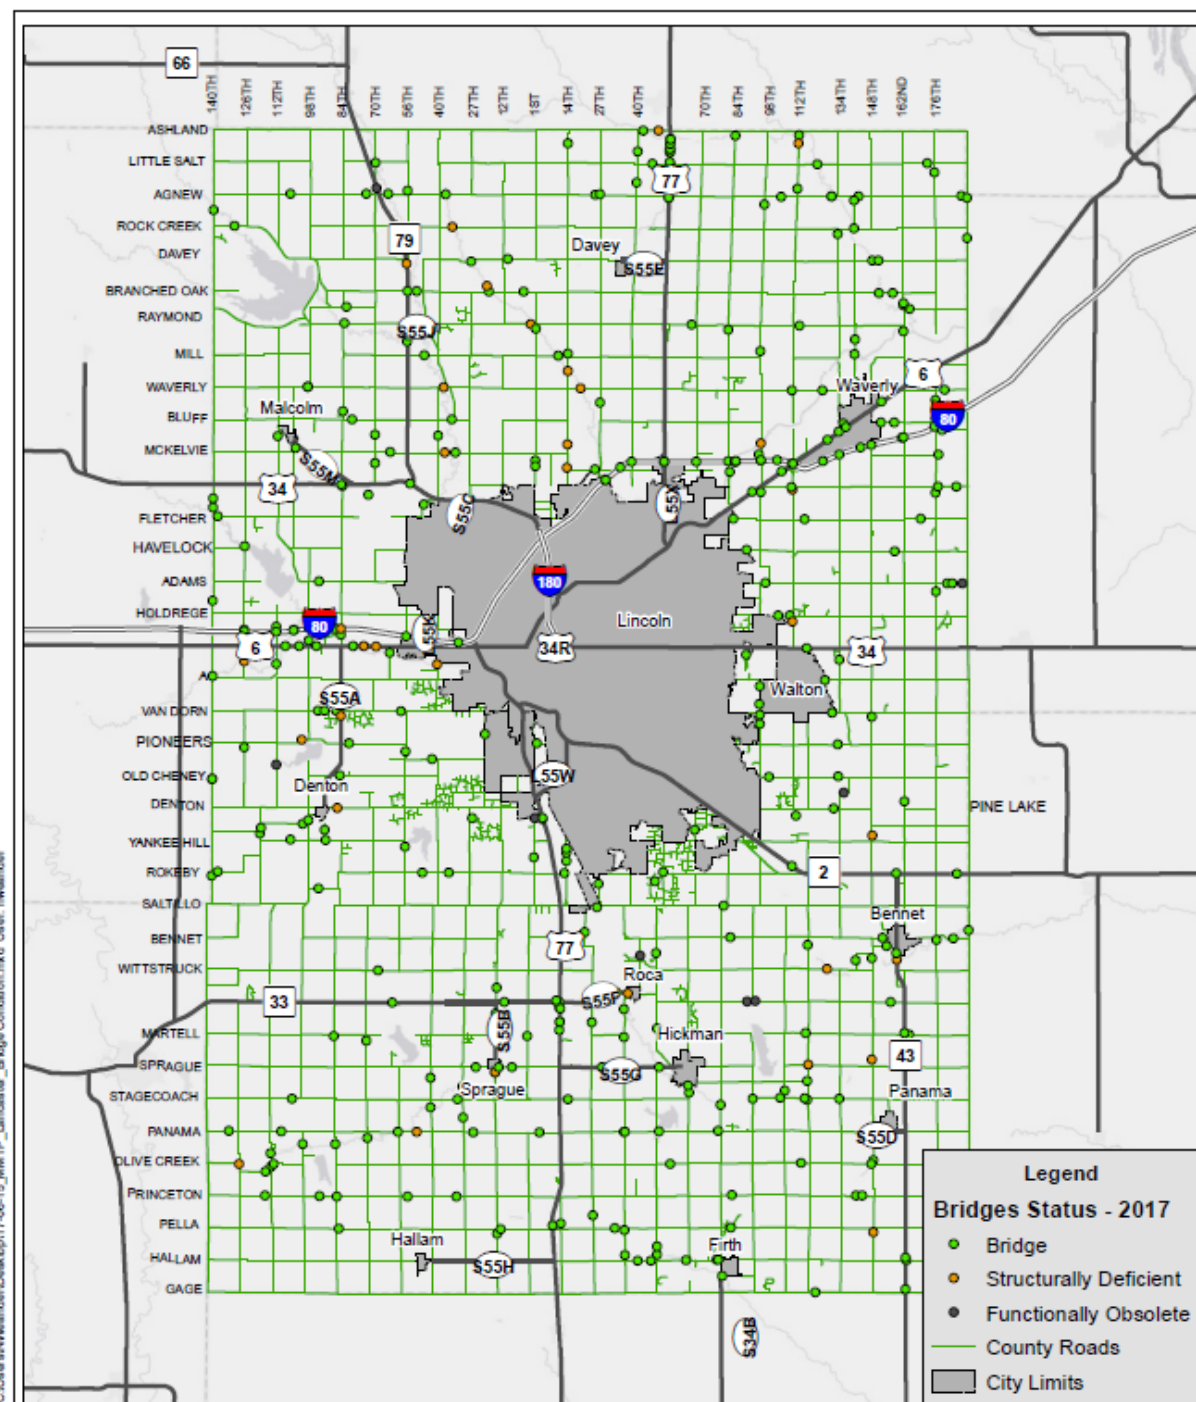 66
140TH
126TH
112TH
98TH
84TH
70TH
56TH
40TH
27TH
12TH
1ST
14TH
27TH
40TH
70TH
84TH
98TH
112TH
134TH
148TH
162ND
176TH
ASHLAND
LITTLE SALT
77
AGNEW
ROCK CREEK
79
Davey
DAVEY
S55E
BRANCHED OAK
RAYMOND
S55J
MILL
6
WAVERLY
Waverly
80
Malcolm
BLUFF
MCKELVIE
S55M
34
S55C
L55X
FLETCHER
HAVELOCK
ADAMS
180
HOLDREGE
80
Lincoln
L55K
6
34R
34
A
S55A
Walton
VAN DORN
PIONEERS
OLD CHENEY
L55W
Denton
DENTON
PINE LAKE
YANKEE HILL
ROKEBY
2
SALTILLO
Bennet
BENNET
77
WITTSTRUCK
Roca
33
S55F
MARTELL
S55B
Hickman
SPRAGUE
S55G
43
Sprague
STAGECOACH
Panama
PANAMA
S55D
OLIVE CREEK
PRINCETON
PELLA
Hallam
Firth
HALLAM
S55H
GAGE
S34B
Legend
Bridges Status - 2017
Bridge
Structurally Deficient
Functionally Obsolete
County Roads
City Limits